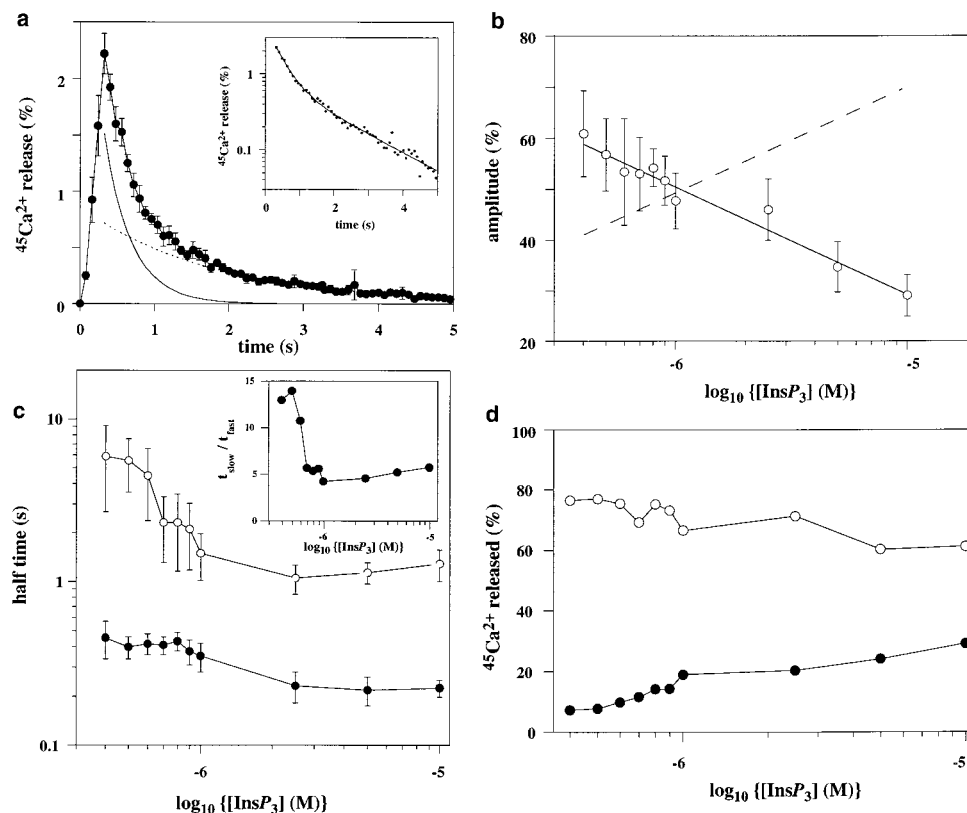 a
⁴⁵Ca²⁺ release (%)
2
1
0
0 1 2 3 4 5
time (s)
⁴⁵Ca²⁺ release (%)
1
0.1
0 2 4
time (s)
b
amplitude (%)
80
60
40
20
-6 -5
log₁₀ {[InsP₃] (M)}
c
half time (s)
10
1
0.1
-6 -5
log₁₀ {[InsP₃] (M)}
t_slow / t_fast
15
10
5
0
-6 -5
log₁₀ {[InsP₃] (M)}
d
⁴⁵Ca²⁺ released (%)
100
80
60
40
20
0
-6 -5
log₁₀ {[InsP₃] (M)}